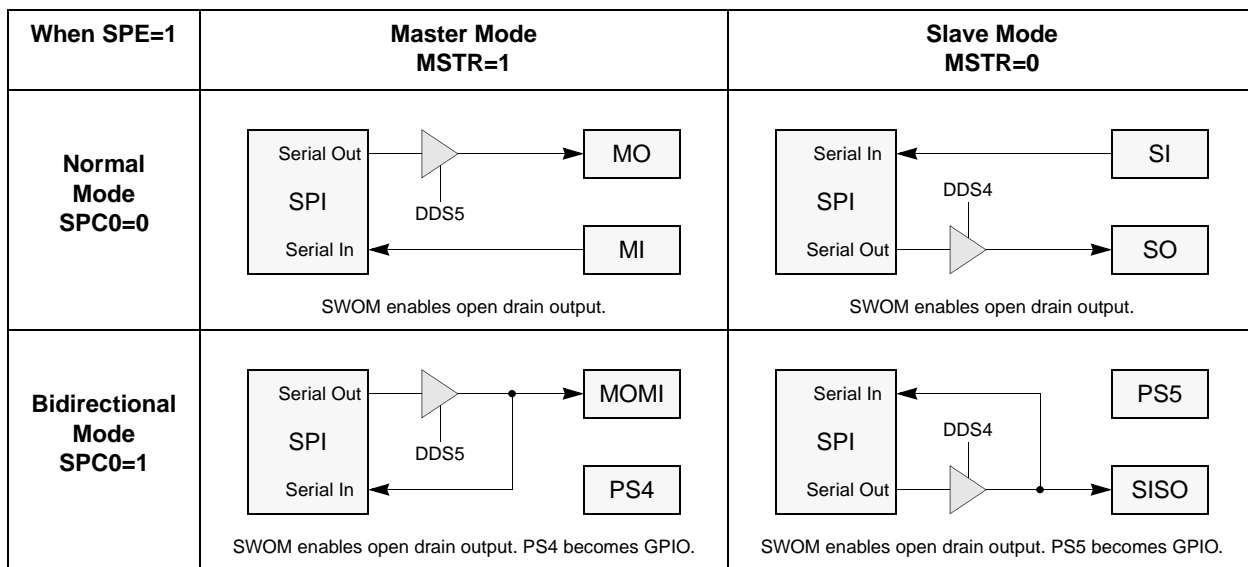 When SPE=1
Master Mode
MSTR=1
Slave Mode
MSTR=0
Normal
Mode
SPC0=0
Serial Out
SPI
Serial In
DDS5
MO
MI
SWOM enables open drain output.
Serial In
SPI
Serial Out
DDS4
SI
SO
SWOM enables open drain output.
Bidirectional
Mode
SPC0=1
Serial Out
SPI
Serial In
DDS5
MOMI
PS4
SWOM enables open drain output. PS4 becomes GPIO.
Serial In
SPI
Serial Out
DDS4
PS5
SISO
SWOM enables open drain output. PS5 becomes GPIO.